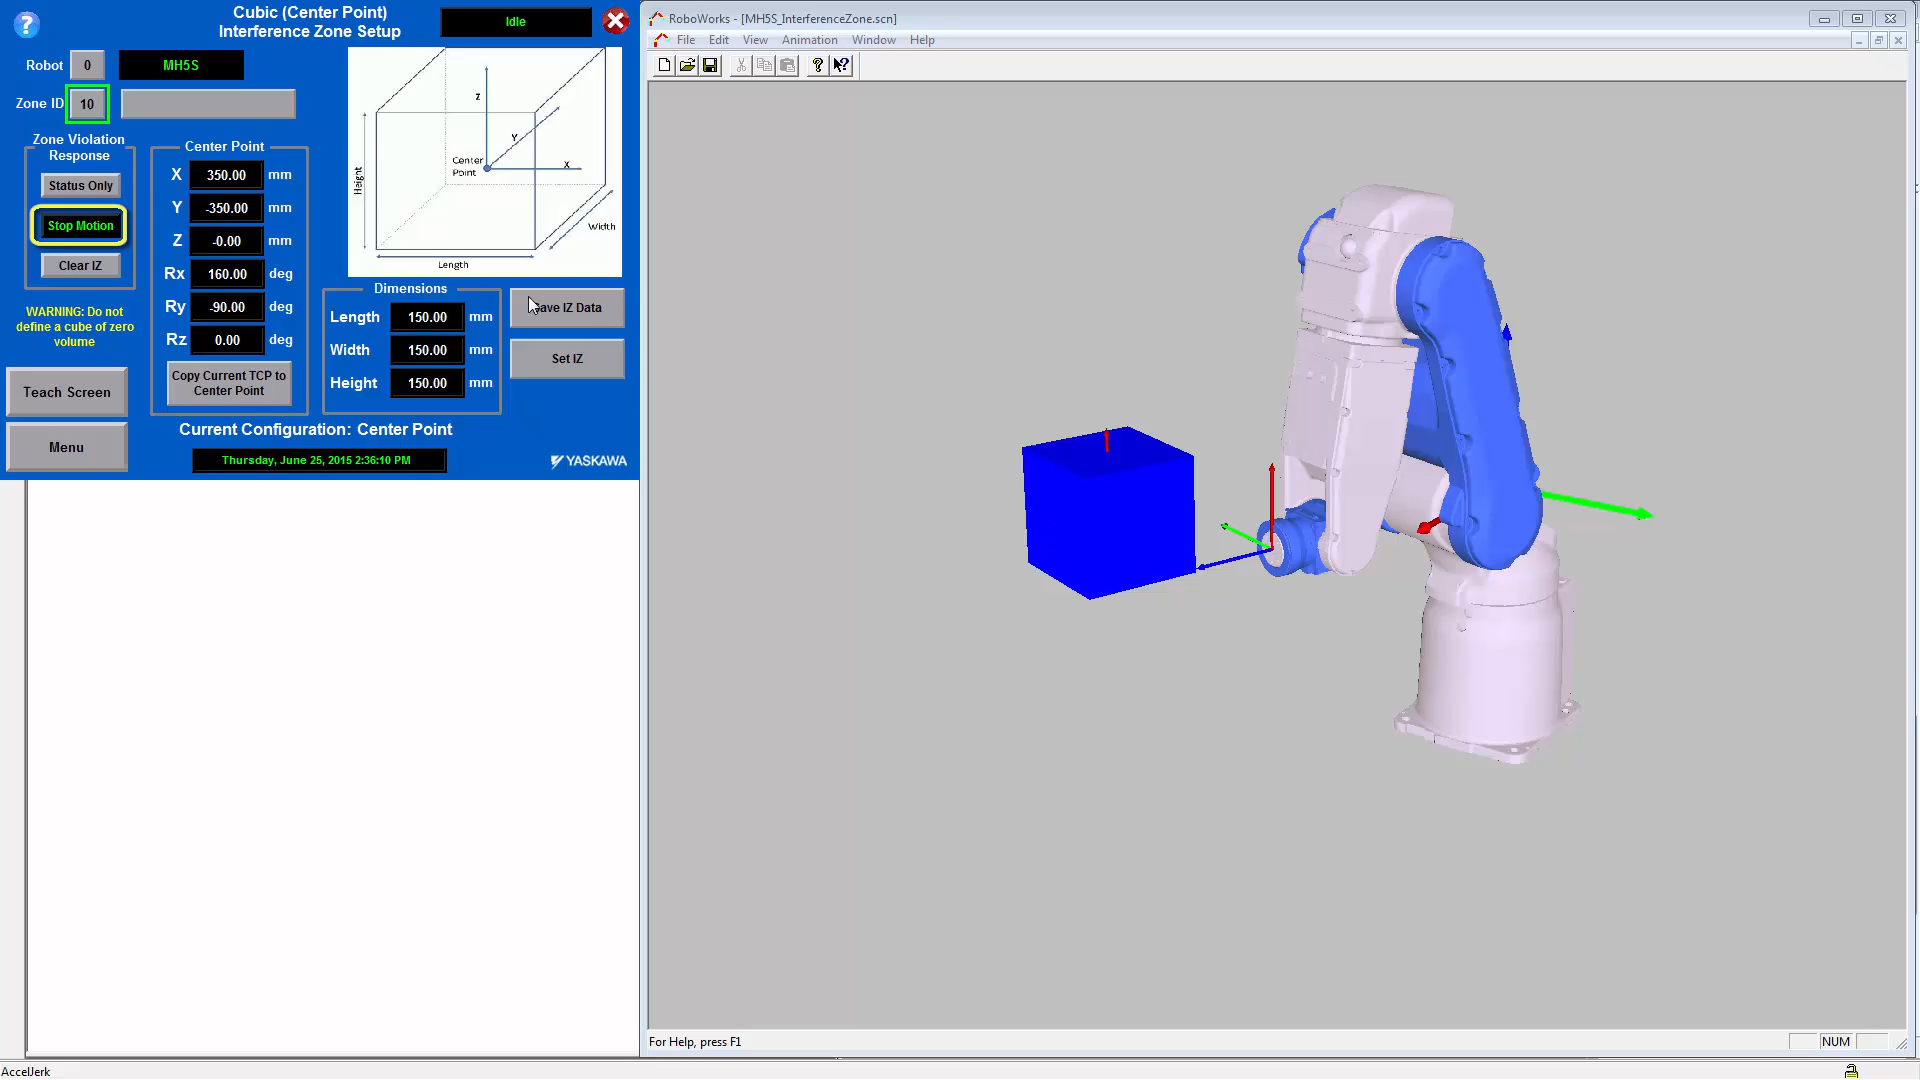 Cubic (Center Point)
Interference Zone Setup
Idle
Robot 0 MH5S
Zone ID 10
Zone Violation
Response
Status Only
Stop Motion
Clear IZ
WARNING: Do not
define a cube of zero
volume
Teach Screen
Menu
Center Point
X 350.00 mm
Y -350.00 mm
Z -0.00 mm
Rx 160.00 deg
Ry -90.00 deg
Rz 0.00 deg
Copy Current TCP to
Center Point
Z
Y
X
Center
Point
Height
Width
Length
Dimensions
Length 150.00 mm
Width 150.00 mm
Height 150.00 mm
ave IZ Data
Set IZ
Current Configuration: Center Point
Thursday, June 25, 2015 2:36:10 PM
YASKAWA
RoboWorks - [MH5S_InterferenceZone.scn]
File Edit View Animation Window Help
For Help, press F1
NUM
AccelJerk